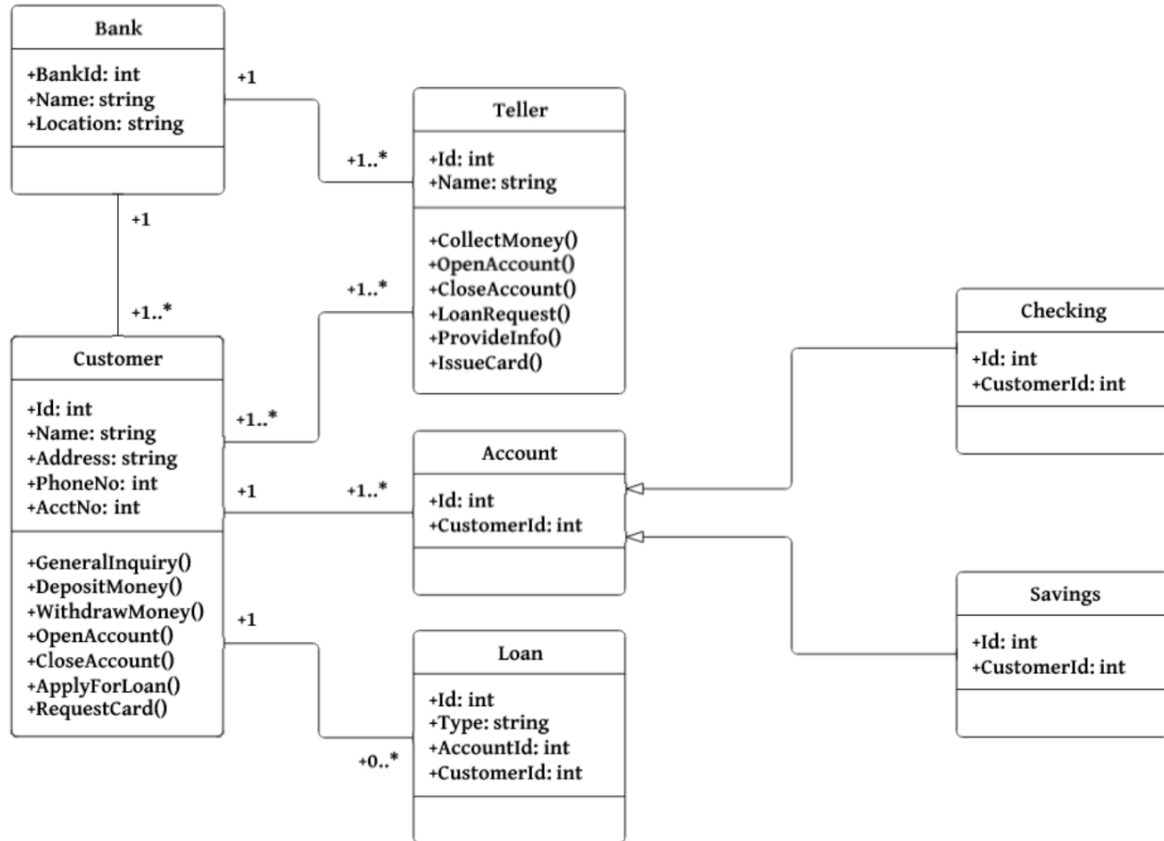 Bank
+BankId: int
+Name: string
+Location: string
+1
+1..*
Teller
+Id: int
+Name: string
+CollectMoney()
+OpenAccount()
+CloseAccount()
+LoanRequest()
+ProvideInfo()
+IssueCard()
+1
+1..*
+1..*
+1..*
Customer
+Id: int
+Name: string
+Address: string
+PhoneNo: int
+AcctNo: int
+GeneralInquiry()
+DepositMoney()
+WithdrawMoney()
+OpenAccount()
+CloseAccount()
+ApplyForLoan()
+RequestCard()
+1
+1..*
Account
+Id: int
+CustomerId: int
+1
+0..*
Loan
+Id: int
+Type: string
+AccountId: int
+CustomerId: int
Checking
+Id: int
+CustomerId: int
Savings
+Id: int
+CustomerId: int